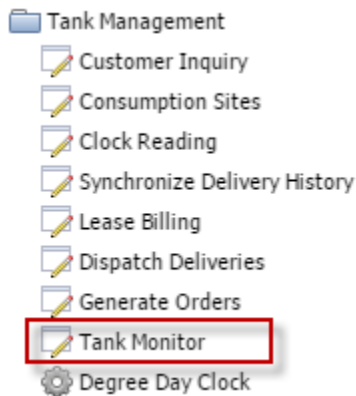 Tank Management
Customer Inquiry
Consumption Sites
Clock Reading
Synchronize Delivery History
Lease Billing
Dispatch Deliveries
Generate Orders
Tank Monitor
Degree Day Clock